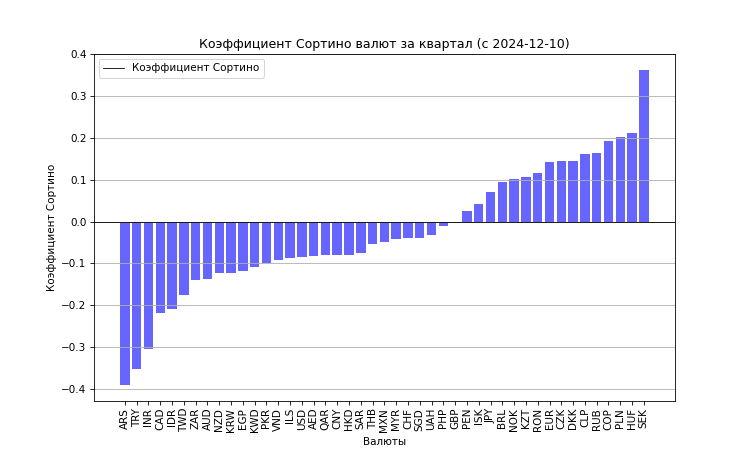 Коэффициент Сортино валют за квартал (с 2024-12-10)
Коэффициент Сортино
0.4
0.3
0.2
0.1
0.0
−0.1
−0.2
−0.3
−0.4
Коэффициент Сортино
ARS TRY INR CAD IDR TWD ZAR AUD NZD KRW EGP KWD PKR VND ILS USD AED QAR CNY HKD SAR THB MXN MYR CHF SGD UAH PHP GBP PEN ISK JPY BRL NOK KZT RON EUR CZK DKK CLP RUB COP PLN HUF SEK
Валюты